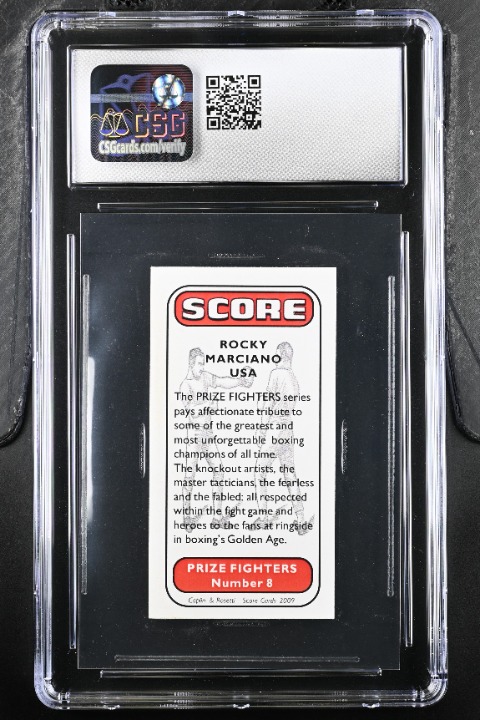 CSG
CSGcards.com/verify
SCORE
ROCKY
MARCIANO
USA
The PRIZE FIGHTERS series
pays affectionate tribute to
some of the greatest and
most unforgettable boxing
champions of all time.
The knockout artists, the
master tacticians, the fearless
and the fabled: all respected
within the fight game and
heroes to the fans at ringside
in boxing's Golden Age.
PRIZE FIGHTERS
Number 8
Caplin & Rosetti Score Cards 2009